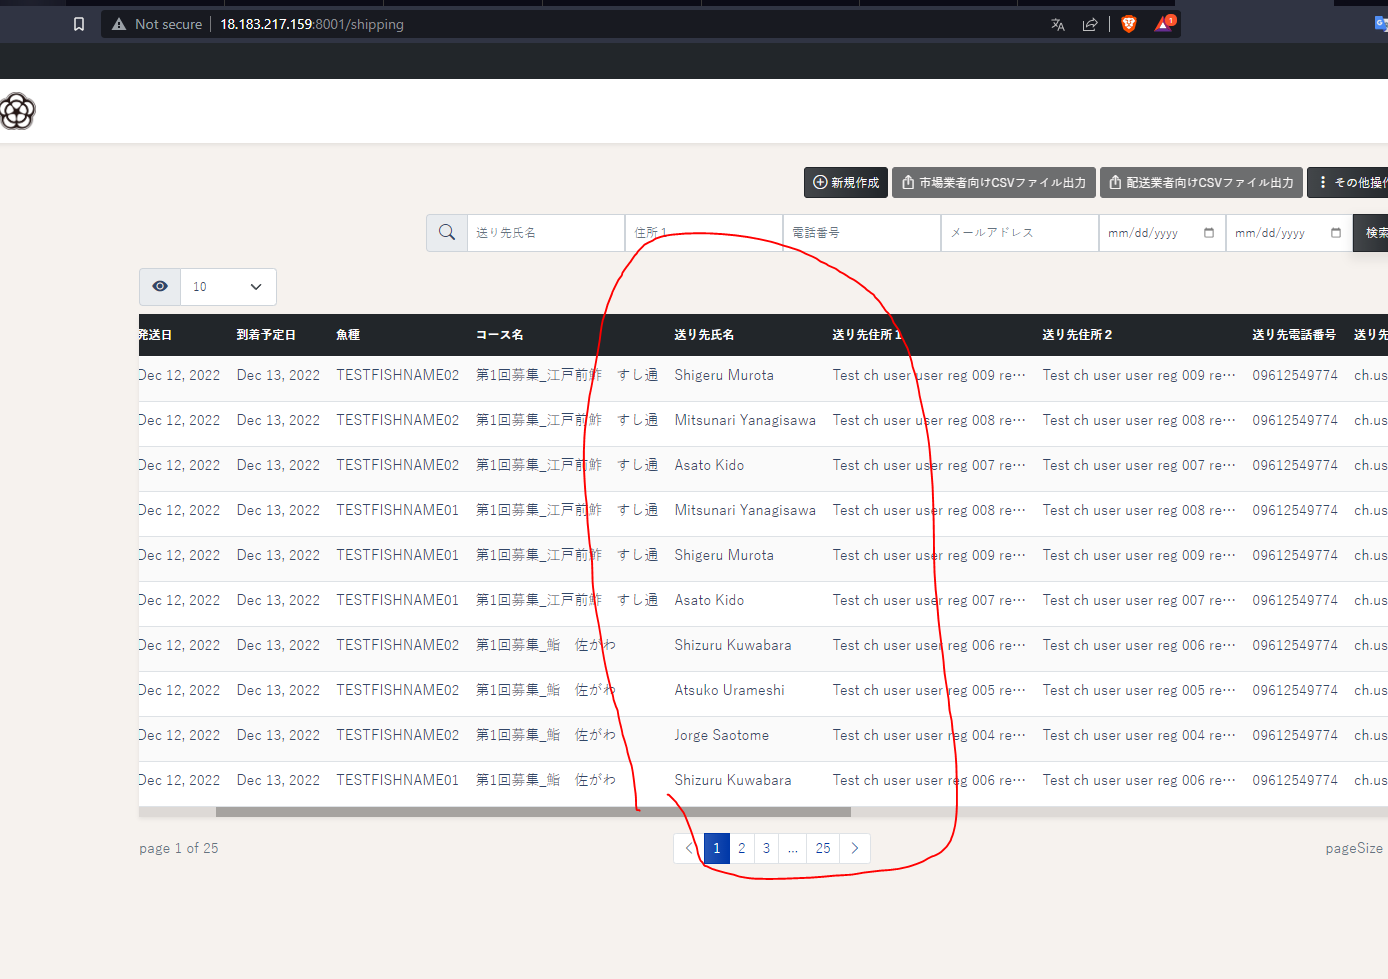 Not secure 18.183.217.159:8001/shipping 1
新規作成 市場業者向けCSVファイル出力 配送業者向けCSVファイル出力 その他操作
送り先氏名 住所１ 電話番号 メールアドレス mm/dd/yyyy mm/dd/yyyy 検索
10
発送日 到着予定日 魚種 コース名 送り先氏名 送り先住所１ 送り先住所２ 送り先電話番号 送り先
Dec 12, 2022 Dec 13, 2022 TESTFISHNAME02 第1回募集_江戸前鮓　すし通 Shigeru Murota Test ch user user reg 009 re… Test ch user user reg 009 re… 09612549774 ch.us
Dec 12, 2022 Dec 13, 2022 TESTFISHNAME02 第1回募集_江戸前鮓　すし通 Mitsunari Yanagisawa Test ch user user reg 008 re… Test ch user user reg 008 re… 09612549774 ch.us
Dec 12, 2022 Dec 13, 2022 TESTFISHNAME02 第1回募集_江戸前鮓　すし通 Asato Kido Test ch user user reg 007 re… Test ch user user reg 007 re… 09612549774 ch.us
Dec 12, 2022 Dec 13, 2022 TESTFISHNAME01 第1回募集_江戸前鮓　すし通 Mitsunari Yanagisawa Test ch user user reg 008 re… Test ch user user reg 008 re… 09612549774 ch.us
Dec 12, 2022 Dec 13, 2022 TESTFISHNAME01 第1回募集_江戸前鮓　すし通 Shigeru Murota Test ch user user reg 009 re… Test ch user user reg 009 re… 09612549774 ch.us
Dec 12, 2022 Dec 13, 2022 TESTFISHNAME01 第1回募集_江戸前鮓　すし通 Asato Kido Test ch user user reg 007 re… Test ch user user reg 007 re… 09612549774 ch.us
Dec 12, 2022 Dec 13, 2022 TESTFISHNAME02 第1回募集_鮨　佐がわ Shizuru Kuwabara Test ch user user reg 006 re… Test ch user user reg 006 re… 09612549774 ch.us
Dec 12, 2022 Dec 13, 2022 TESTFISHNAME02 第1回募集_鮨　佐がわ Atsuko Urameshi Test ch user user reg 005 re… Test ch user user reg 005 re… 09612549774 ch.us
Dec 12, 2022 Dec 13, 2022 TESTFISHNAME02 第1回募集_鮨　佐がわ Jorge Saotome Test ch user user reg 004 re… Test ch user user reg 004 re… 09612549774 ch.us
Dec 12, 2022 Dec 13, 2022 TESTFISHNAME01 第1回募集_鮨　佐がわ Shizuru Kuwabara Test ch user user reg 006 re… Test ch user user reg 006 re… 09612549774 ch.us
page 1 of 25 1 2 3 ... 25 pageSize